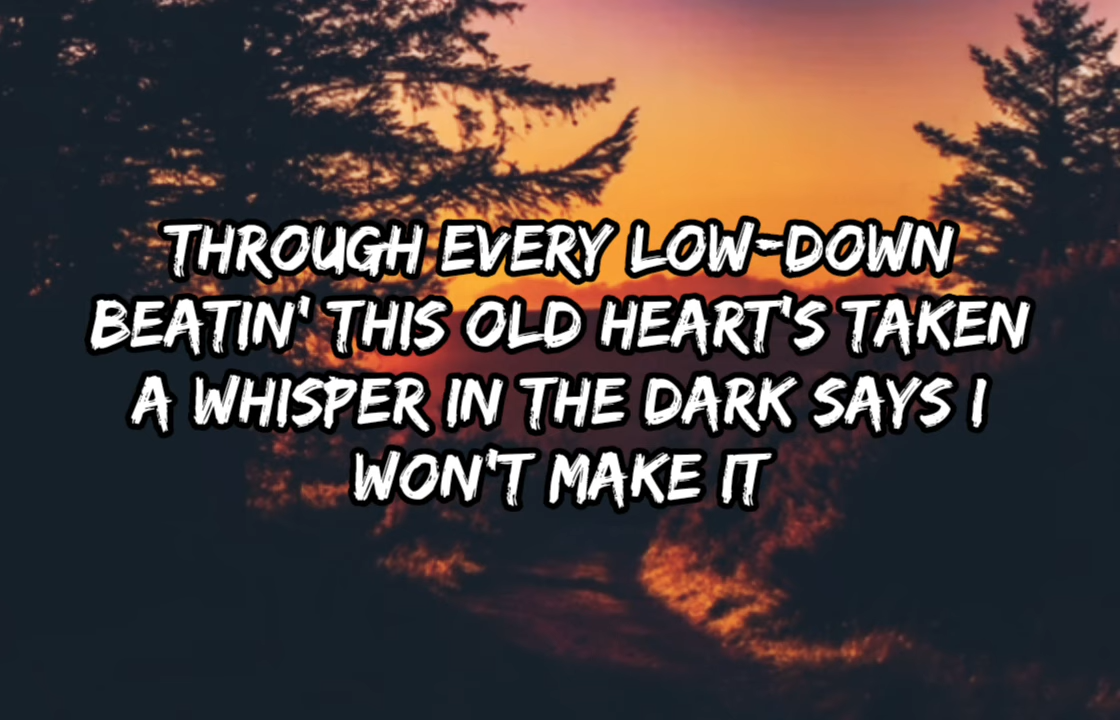 THROUGH EVERY LOW-DOWN
BEATIN' THIS OLD HEART'S TAKEN
A WHISPER IN THE DARK SAYS I
WON'T MAKE IT